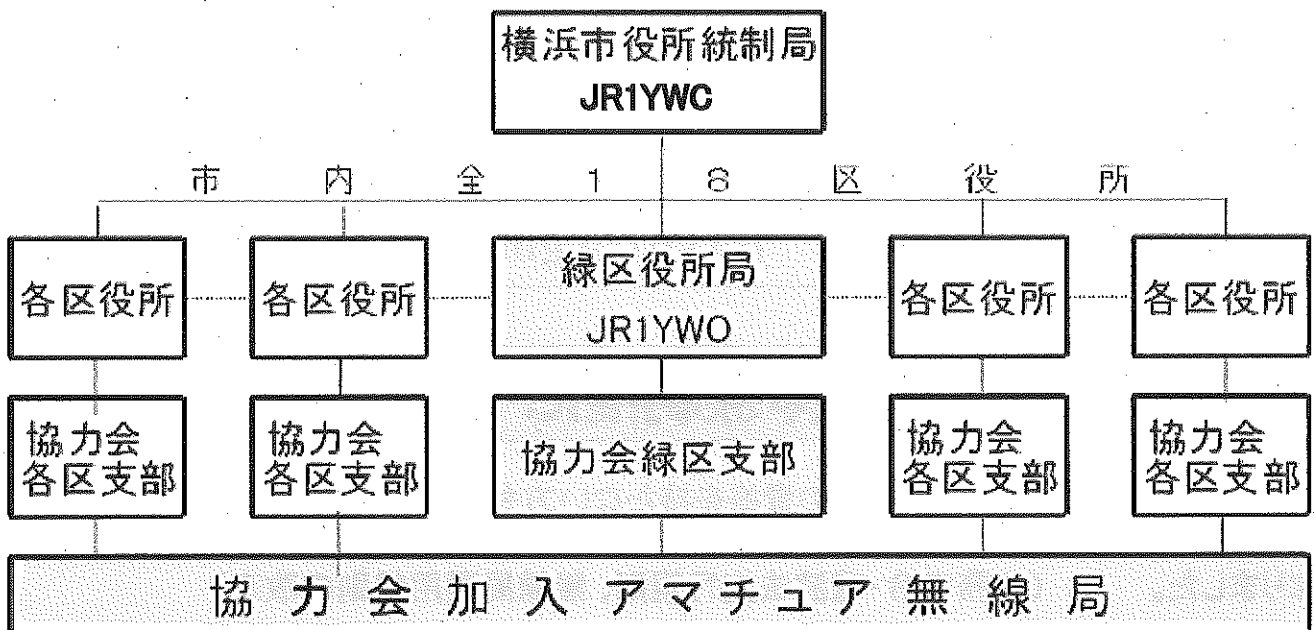 横浜市役所統制局
JR1YWC
市内全18区役所
各区役所
各区役所
緑区役所局
JR1YWO
各区役所
各区役所
協力会
各区支部
協力会
各区支部
協力会緑区支部
協力会
各区支部
協力会
各区支部
協力会加入アマチュア無線局